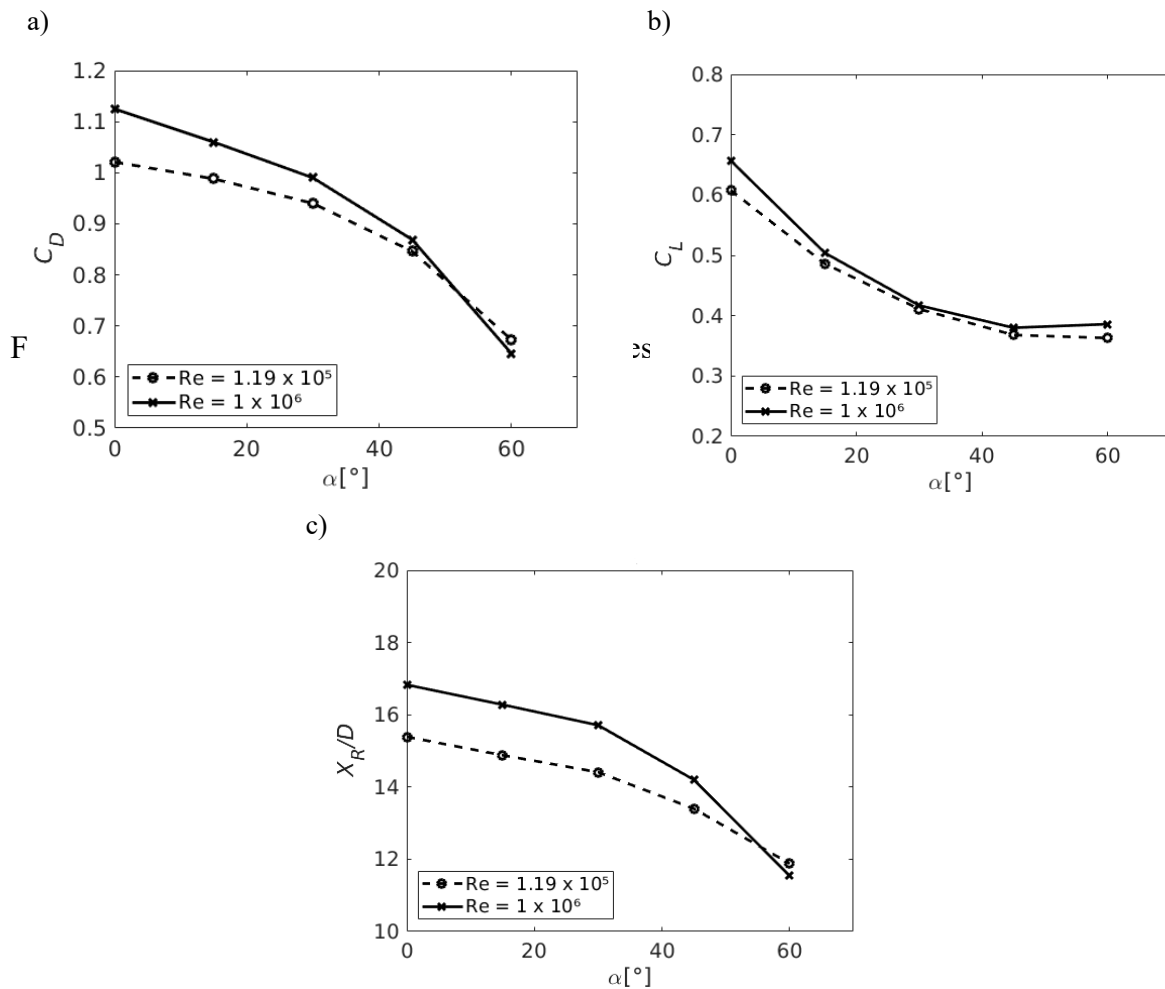 a)
1.2
1.1
1
0.9
0.8
0.7
0.6
0.5
C_D
0 20 40 60
α[°]
Re = 1.19 x 10⁵
Re = 1 x 10⁶
b)
0.8
0.7
0.6
0.5
0.4
0.3
0.2
C_L
0 20 40 60
α[°]
Re = 1.19 x 10⁵
Re = 1 x 10⁶
F
es
c)
20
18
16
14
12
10
X_R/D
0 20 40 60
α[°]
Re = 1.19 x 10⁵
Re = 1 x 10⁶